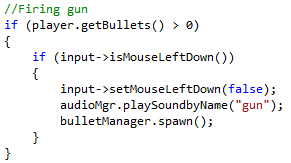 //Firing gun
if (player.getBullets() > 0)
{
    if (input->isMouseLeftDown())
    {
        input->setMouseLeftDown(false);
        audioMgr.playSoundbyName("gun");
        bulletManager.spawn();
    }
}